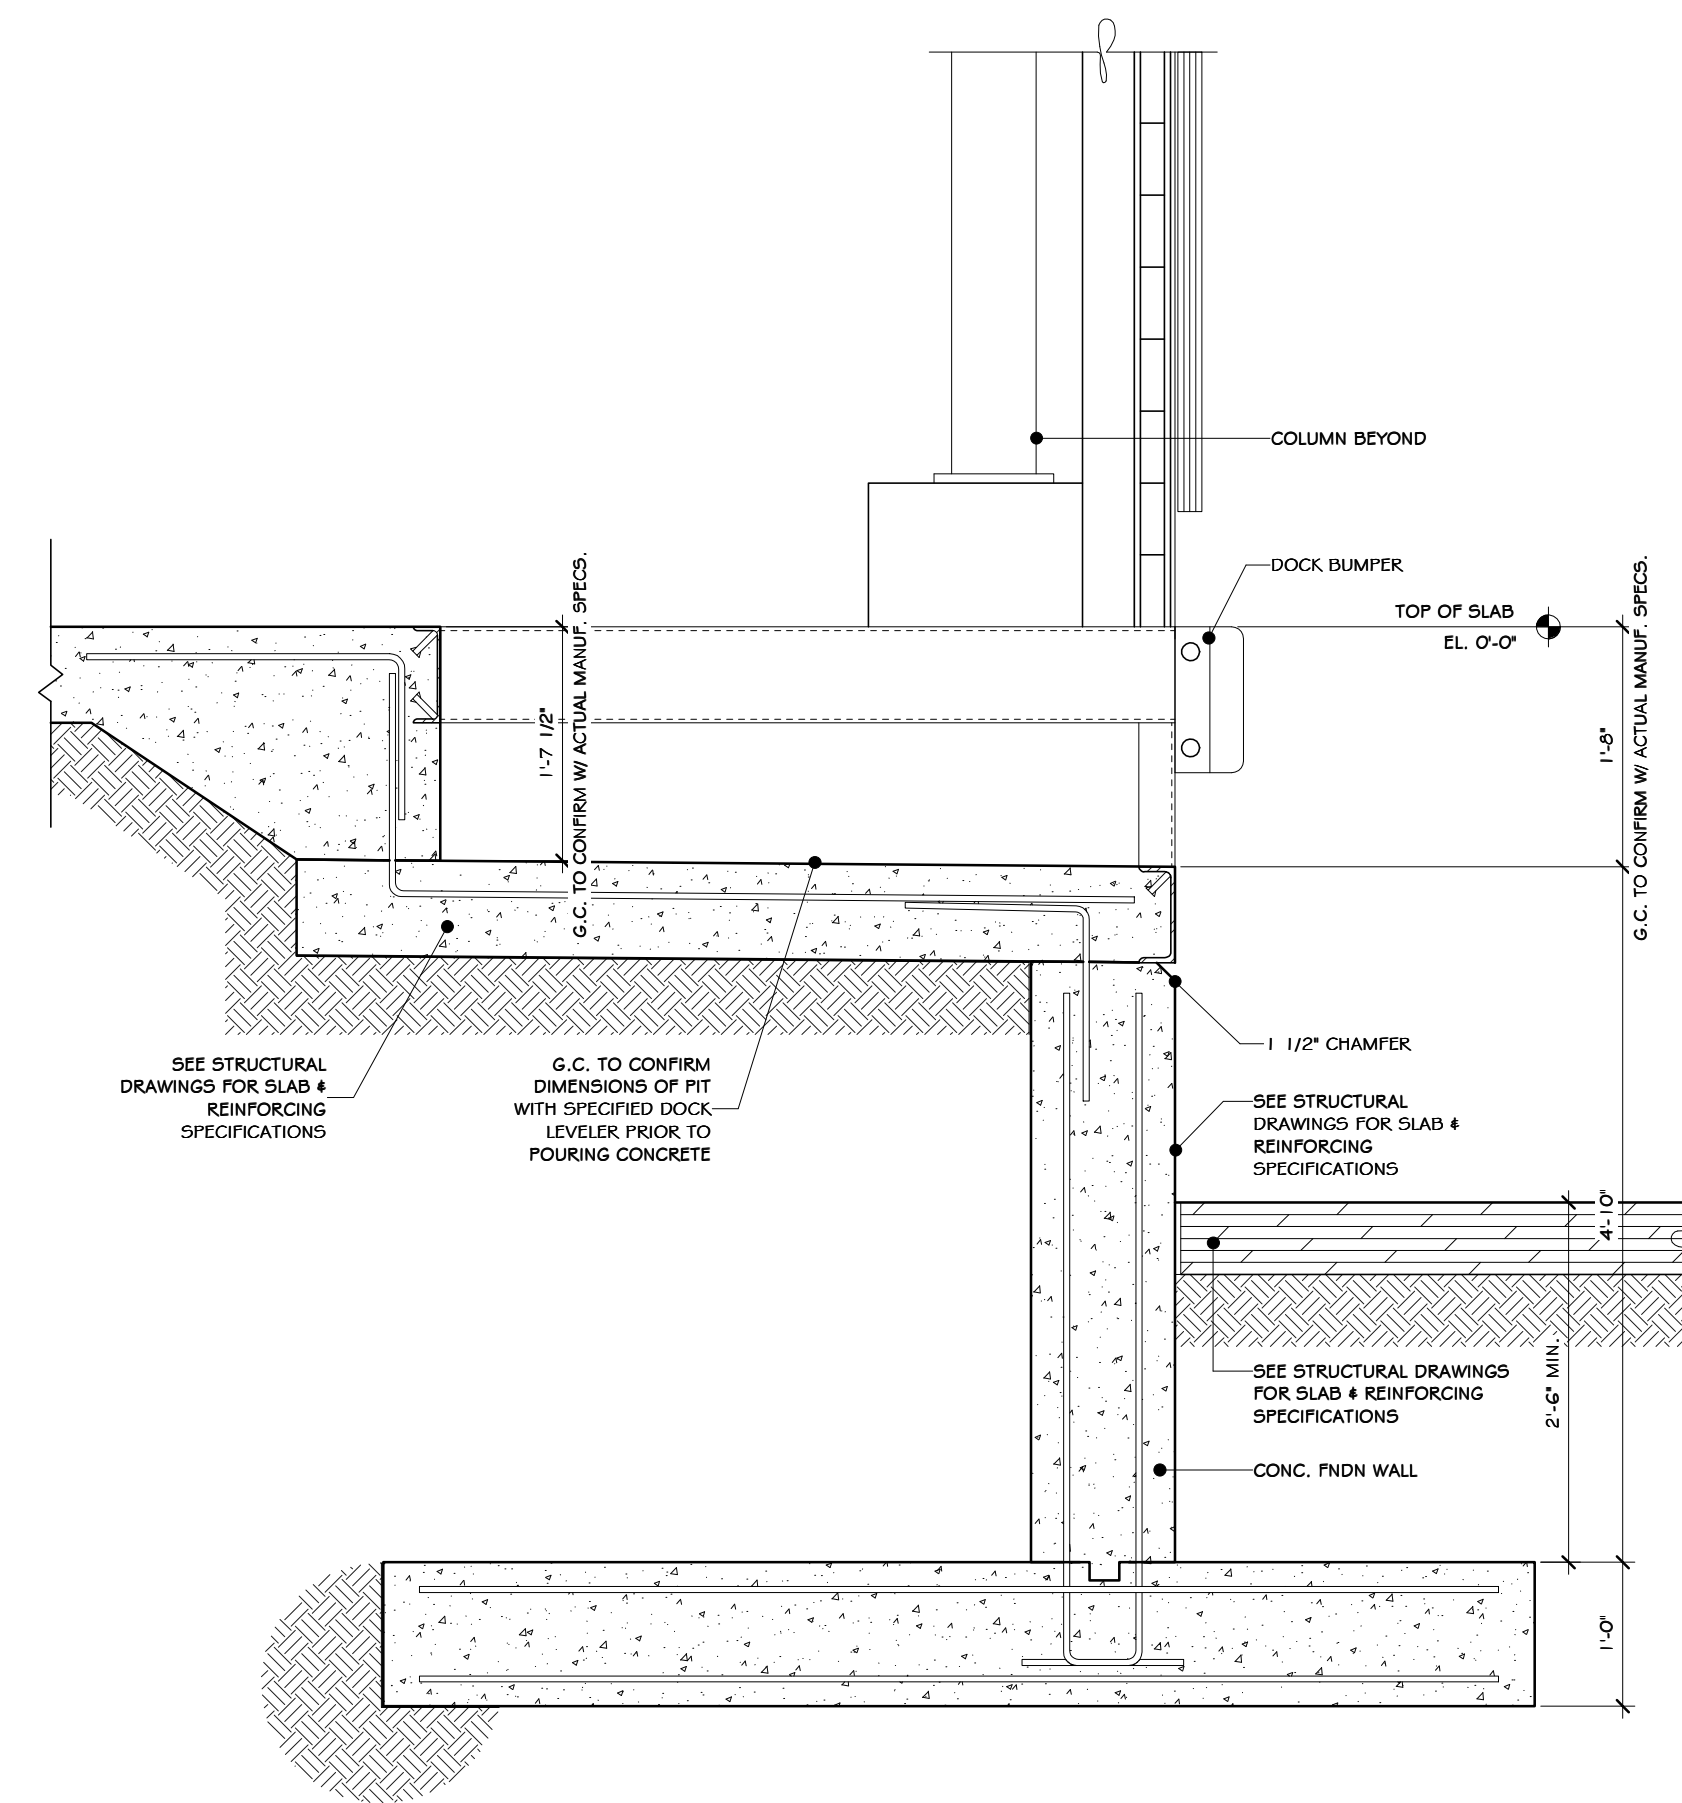 COLUMN BEYOND
DOCK BUMPER
TOP OF SLAB
EL. 0'-0"
1'-7 1/2"
G.C. TO CONFIRM W/ ACTUAL MANUF. SPECS.
1'-8"
G.C. TO CONFIRM W/ ACTUAL MANUF. SPECS.
1 1/2" CHAMFER
SEE STRUCTURAL
DRAWINGS FOR SLAB &
REINFORCING
SPECIFICATIONS
G.C. TO CONFIRM
DIMENSIONS OF PIT
WITH SPECIFIED DOCK
LEVELER PRIOR TO
POURING CONCRETE
SEE STRUCTURAL
DRAWINGS FOR SLAB &
REINFORCING
SPECIFICATIONS
4'-10"
2'-6" MIN.
SEE STRUCTURAL DRAWINGS
FOR SLAB & REINFORCING
SPECIFICATIONS
CONC. FNDN WALL
1'-0"